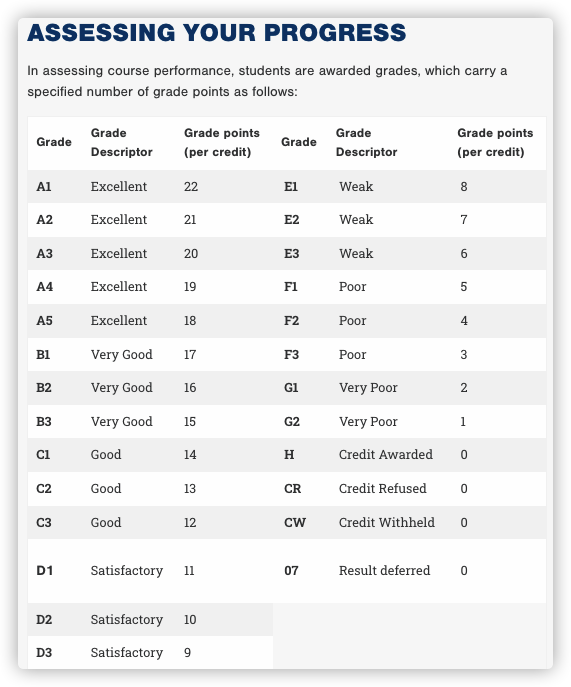 ASSESSING YOUR PROGRESS
In assessing course performance, students are awarded grades, which carry a
specified number of grade points as follows:
Grade Grade Descriptor Grade points (per credit) Grade Grade Descriptor Grade points (per credit)
A1 Excellent 22 E1 Weak 8
A2 Excellent 21 E2 Weak 7
A3 Excellent 20 E3 Weak 6
A4 Excellent 19 F1 Poor 5
A5 Excellent 18 F2 Poor 4
B1 Very Good 17 F3 Poor 3
B2 Very Good 16 G1 Very Poor 2
B3 Very Good 15 G2 Very Poor 1
C1 Good 14 H Credit Awarded 0
C2 Good 13 CR Credit Refused 0
C3 Good 12 CW Credit Withheld 0
D1 Satisfactory 11 07 Result deferred 0
D2 Satisfactory 10
D3 Satisfactory 9